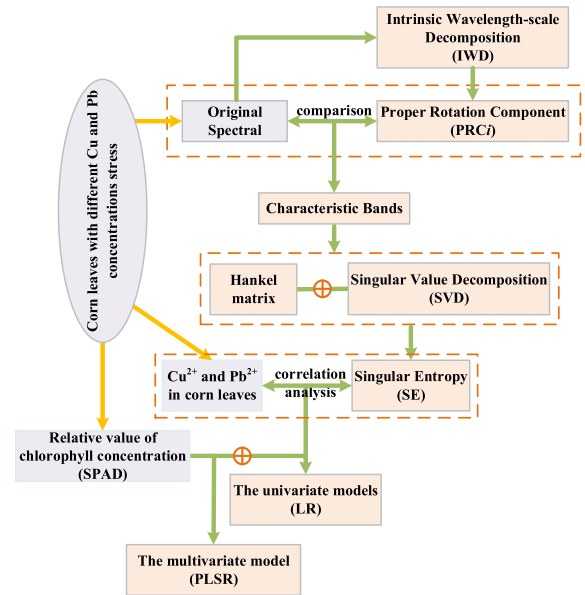 Intrinsic Wavelength-scale
Decomposition
(IWD)
Corn leaves with different Cu and Pb
concentrations stress
Original
Spectral
comparison
Proper Rotation Component
(PRCi)
Characteristic Bands
Hankel
matrix
Singular Value Decomposition
(SVD)
Cu²⁺ and Pb²⁺
in corn leaves
correlation
analysis
Singular Entropy
(SE)
Relative value of
chlorophyll concentration
(SPAD)
The univariate models
(LR)
The multivariate model
(PLSR)